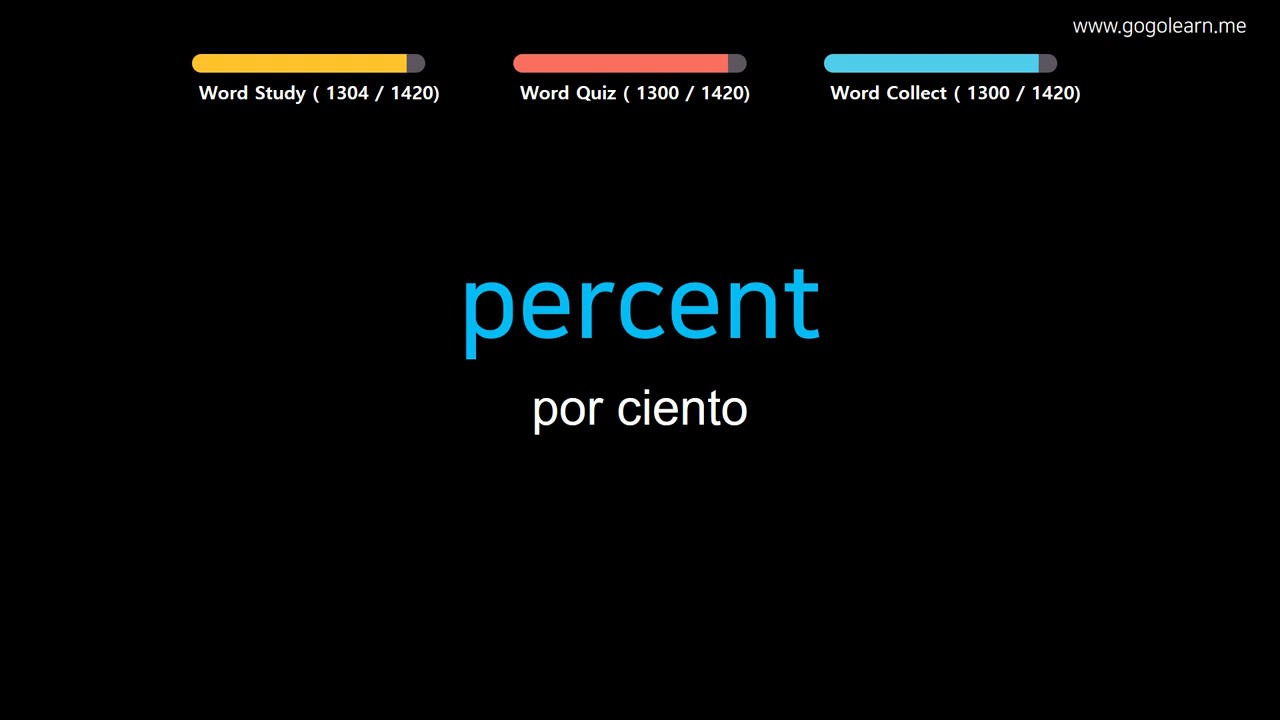 www.gogolearn.me
Word Study ( 1304 / 1420)
Word Quiz ( 1300 / 1420)
Word Collect ( 1300 / 1420)
percent
por ciento